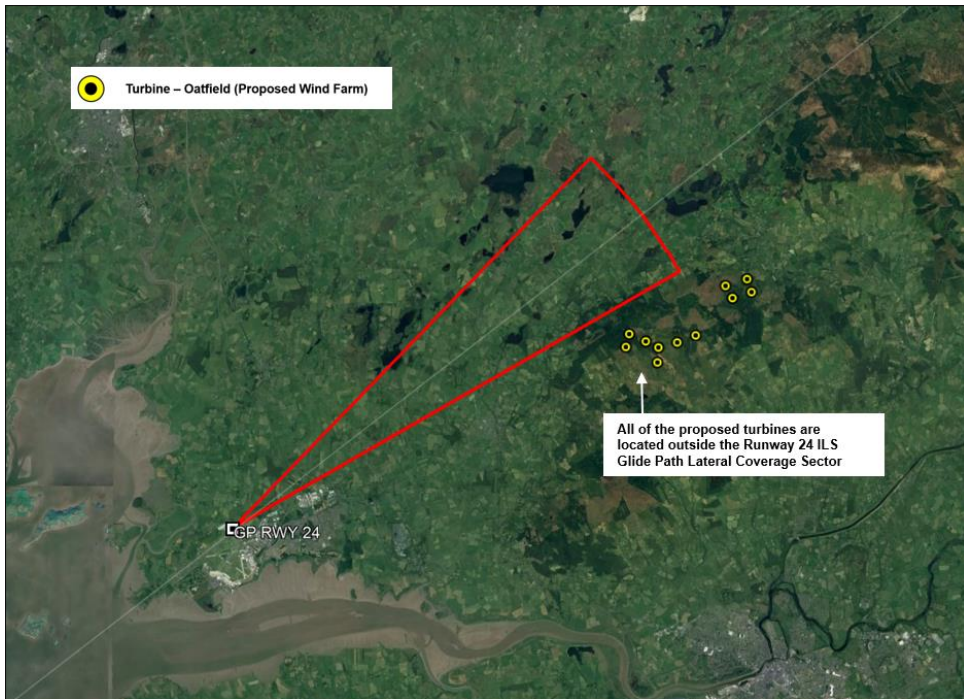 Turbine – Oatfield (Proposed Wind Farm)
All of the proposed turbines are
located outside the Runway 24 ILS
Glide Path Lateral Coverage Sector
GP RWY 24